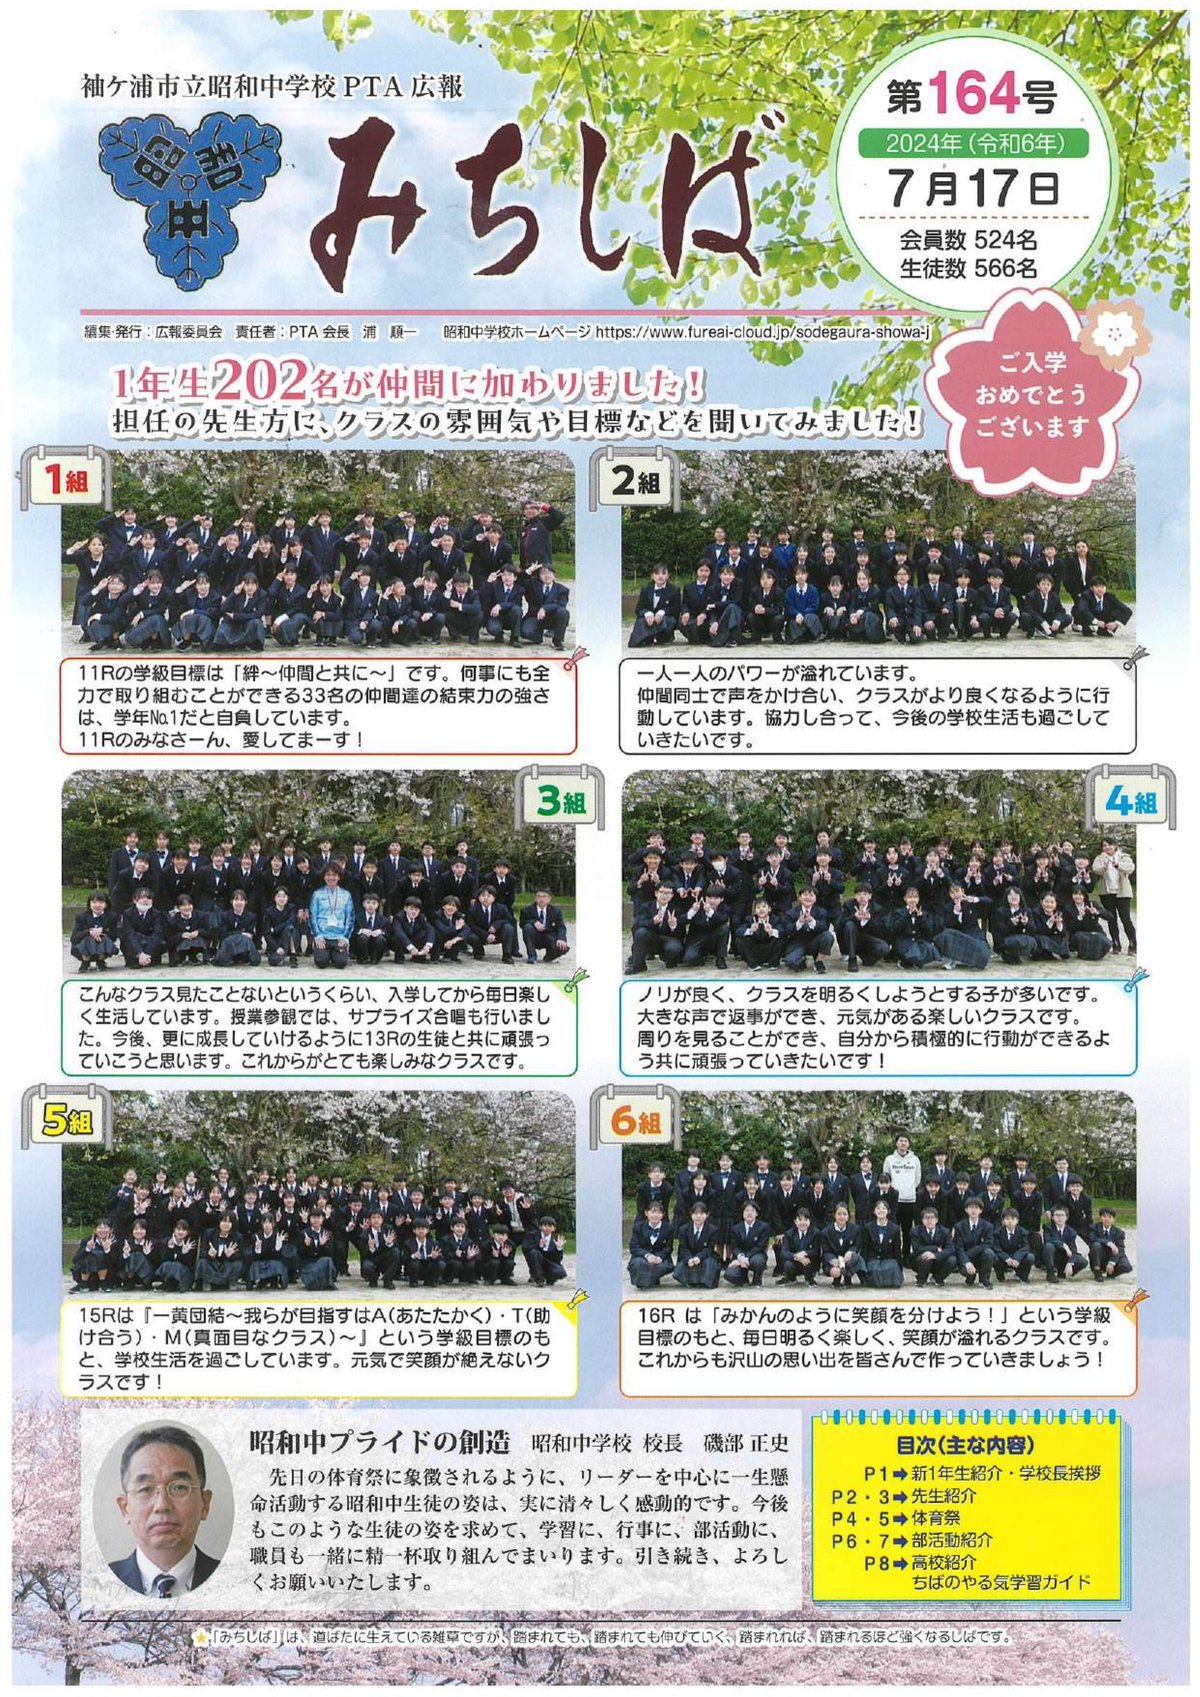 袖ケ浦市立昭和中学校PTA広報
昭和
中
みちしば
第164号
2024年(令和6年)
7月17日
会員数 524名
生徒数 566名
編集・発行：広報委員会　責任者：PTA会長　浦　順一　　昭和中学校ホームページ https://www.fureai-cloud.jp/sodegaura-showa-j
ご入学
おめでとう
ございます
1年生202名が仲間に加わりました！
担任の先生方に、クラスの雰囲気や目標などを聞いてみました！
1組
11Rの学級目標は「絆～仲間と共に～」です。何事にも全
力で取り組むことができる33名の仲間達の結束力の強さ
は、学年No.1だと自負しています。
11Rのみなさーん、愛してまーす！
2組
一人一人のパワーが溢れています。
仲間同士で声をかけ合い、クラスがより良くなるように行
動しています。協力し合って、今後の学校生活も過ごして
いきたいです。
3組
こんなクラス見たことないというくらい、入学してから毎日楽し
く生活しています。授業参観では、サプライズ合唱も行いまし
た。今後、更に成長していけるように13Rの生徒と共に頑張っ
ていこうと思います。これからがとても楽しみなクラスです。
4組
ノリが良く、クラスを明るくしようとする子が多いです。
大きな声で返事ができ、元気がある楽しいクラスです。
周りを見ることができ、自分から積極的に行動ができるよ
う共に頑張っていきたいです！
5組
15Rは『一黄団結～我らが目指すはA(あたたかく)・T(助
け合う)・M(真面目なクラス)～』という学級目標のも
と、学校生活を過ごしています。元気で笑顔が絶えないク
ラスです！
6組
16R は「みかんのように笑顔を分けよう！」という学級
目標のもと、毎日明るく楽しく、笑顔が溢れるクラスです。
これからも沢山の思い出を皆さんで作っていきましょう！
昭和中プライドの創造　昭和中学校 校長　磯部 正史
先日の体育祭に象徴されるように、リーダーを中心に一生懸
命活動する昭和中生徒の姿は、実に清々しく感動的です。今後
もこのような生徒の姿を求めて、学習に、行事に、部活動に、
職員も一緒に精一杯取り組んでまいります。引き続き、よろし
くお願いいたします。
目次(主な内容)
P1➡新1年生紹介・学校長挨拶
P2・3➡先生紹介
P4・5➡体育祭
P6・7➡部活動紹介
P8➡高校紹介
ちばのやる気学習ガイド
★「みちしば」は、道ばたに生えている雑草ですが、踏まれても、踏まれても伸びていく、踏まれれば、踏まれるほど強くなるしばです。